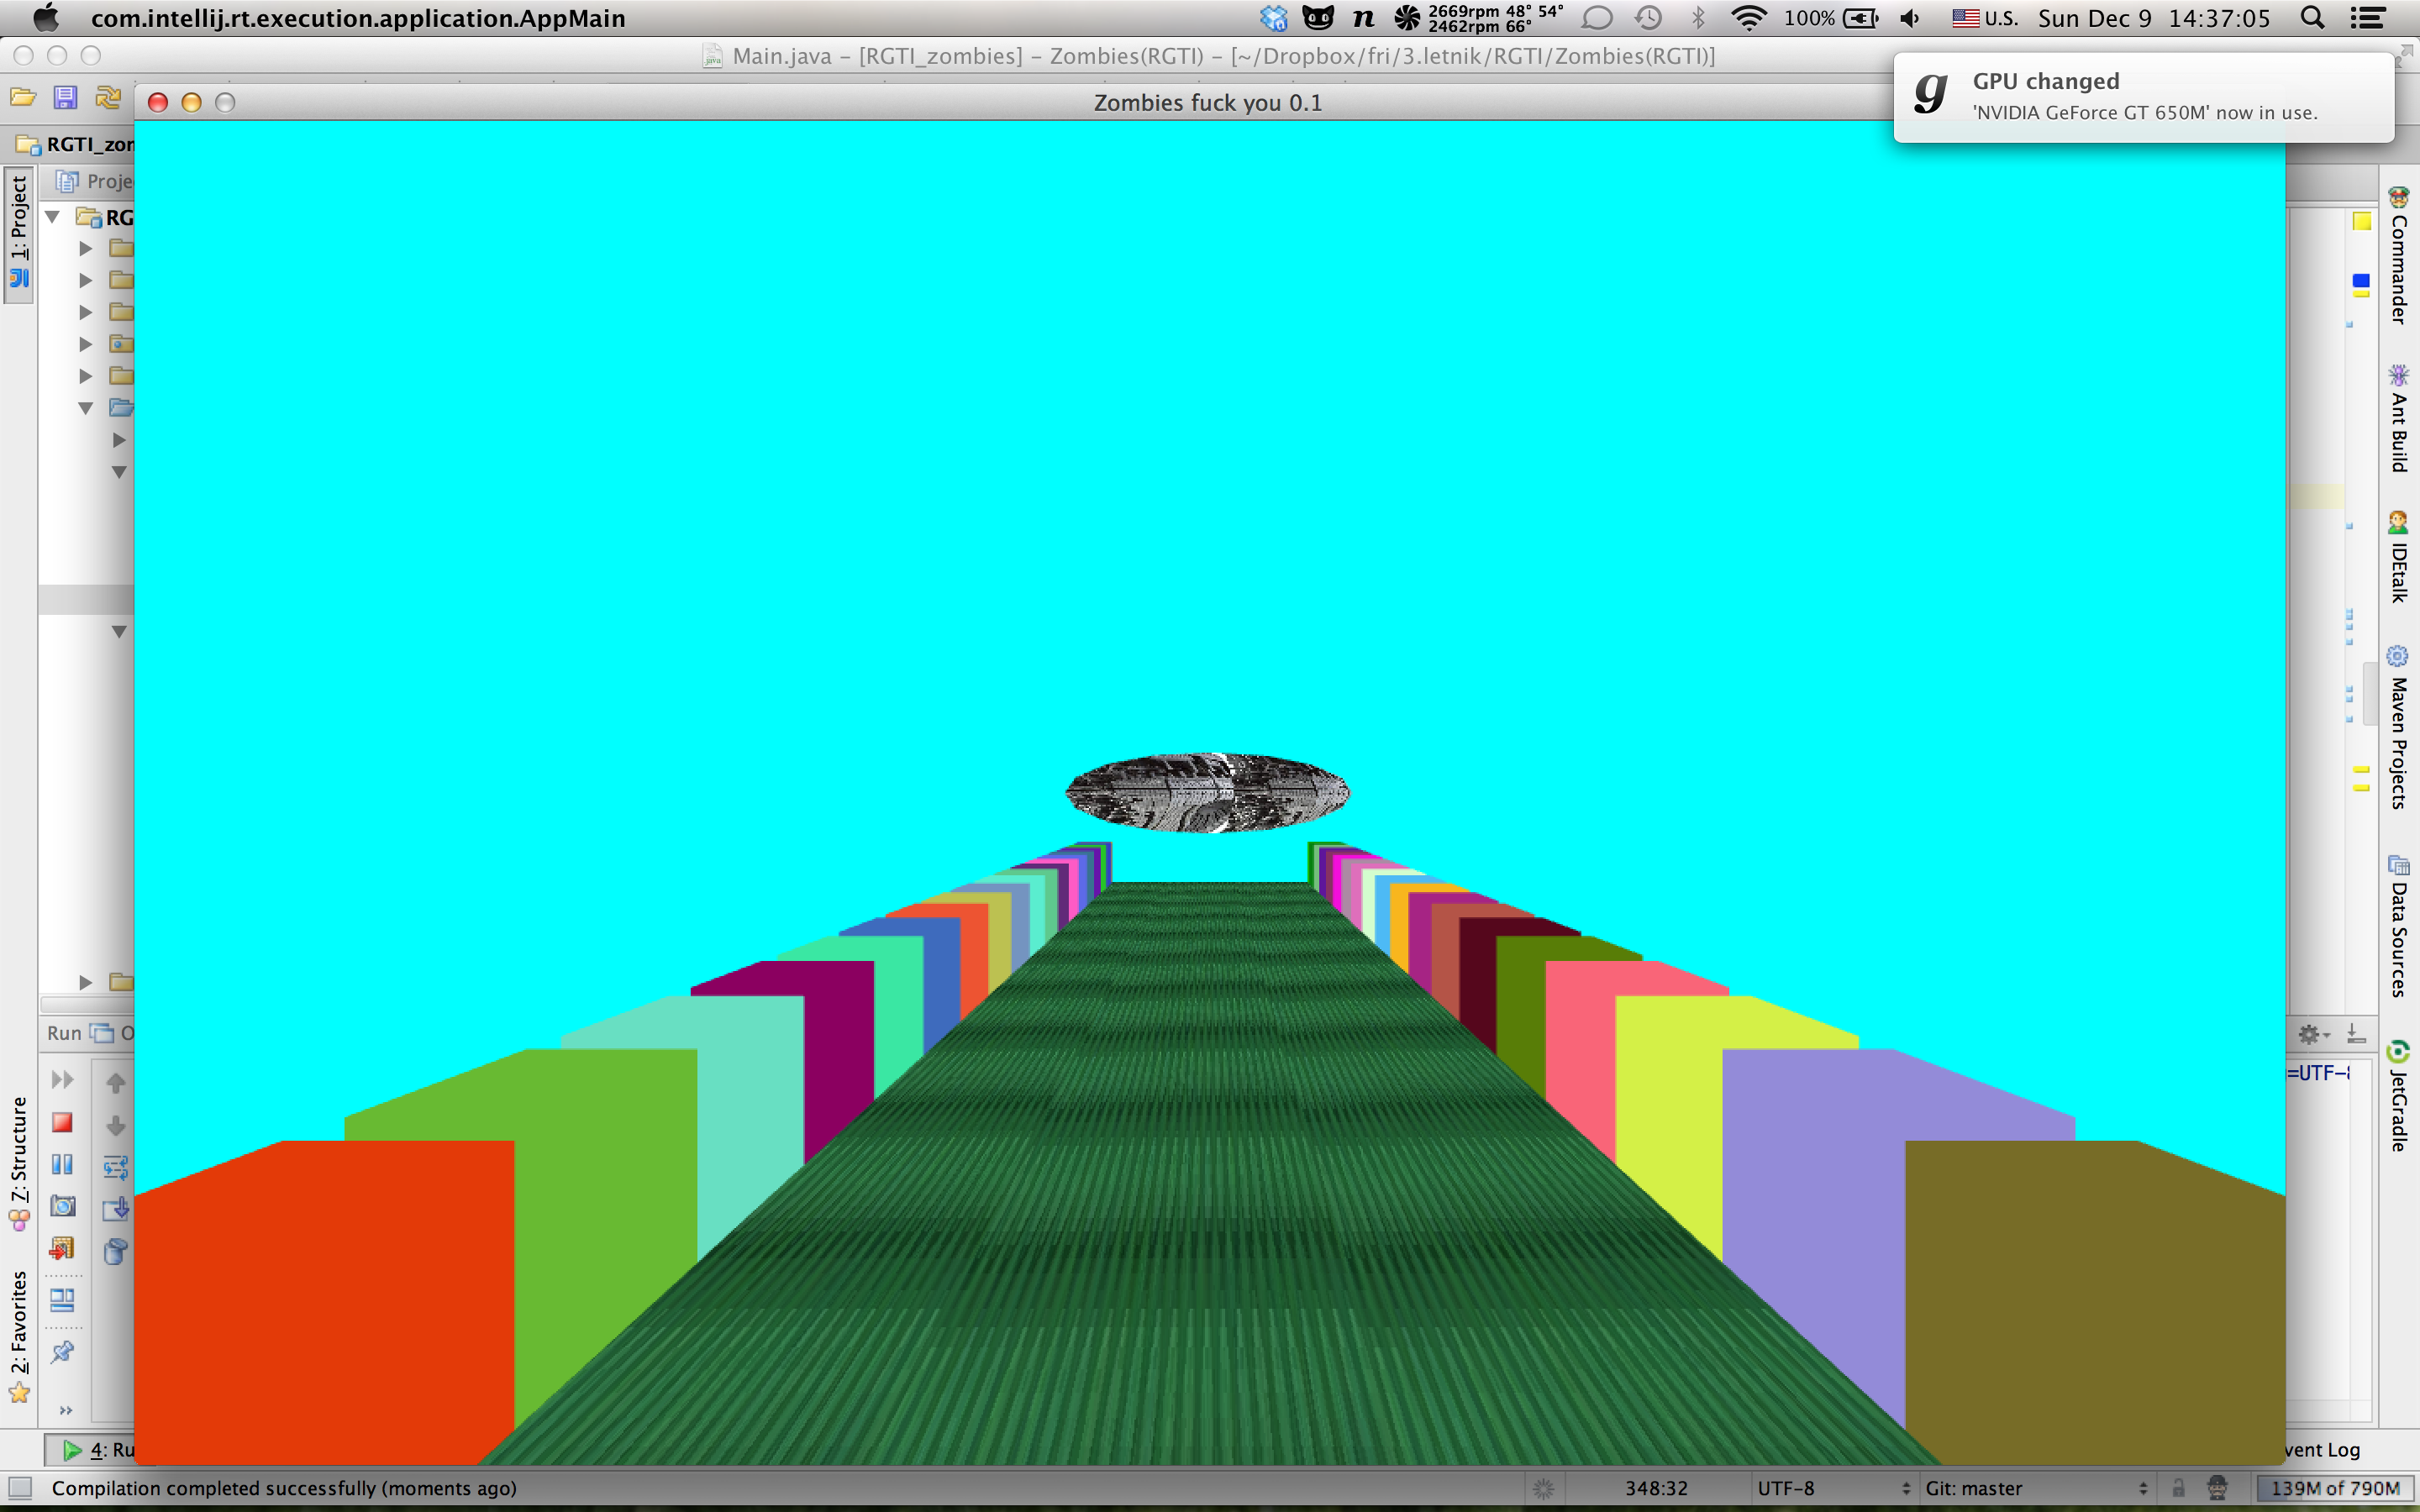 com.intellij.rt.execution.application.AppMain
n
2669rpm 48° 54°
2462rpm 66°
100%
U.S.
Sun Dec 9 14:37:05
Main.java – [RGTI_zombies] – Zombies(RGTI) – [~/Dropbox/fri/3.letnik/RGTI/Zombies(RGTI)]
Zombies fuck you 0.1
g
GPU changed
'NVIDIA GeForce GT 650M' now in use.
RGTI_zor
1: Project
Proje
RG
Commander
Ant Build
IDEtalk
Maven Projects
Data Sources
JetGradle
Run
O
=UTF-8
7: Structure
2: Favorites
4: Ru
vent Log
Compilation completed successfully (moments ago)
348:32
UTF-8
Git: master
139M of 790M